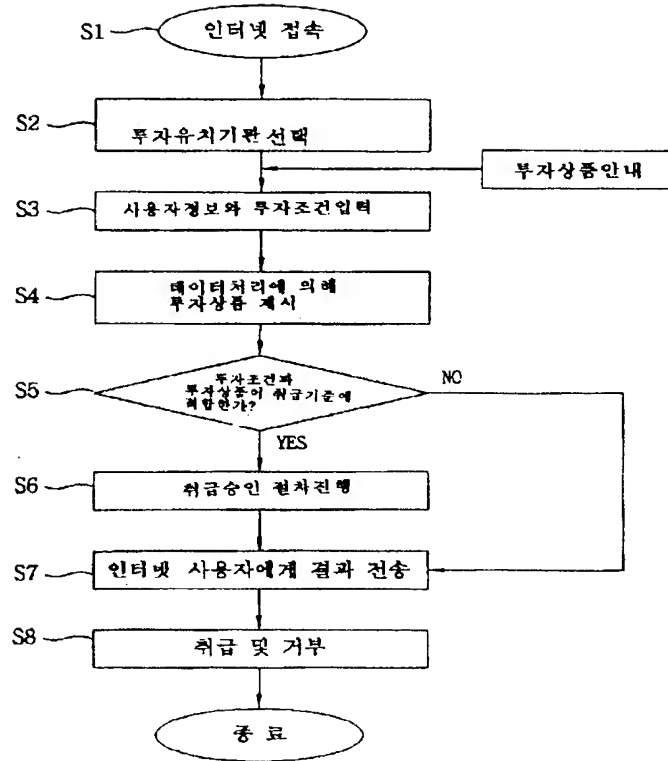 S1
인터넷 접속
S2
투자유치기관 선택
투자상품안내
S3
사용자정보와 투자조건입력
S4
데이터처리에 의해
투자상품 제시
S5
투자조건과
투자상품이 취급기준에
적합한가?
NO
YES
S6
취급승인 절차진행
S7
인터넷 사용자에게 결과 전송
S8
취급 및 거부
종 료